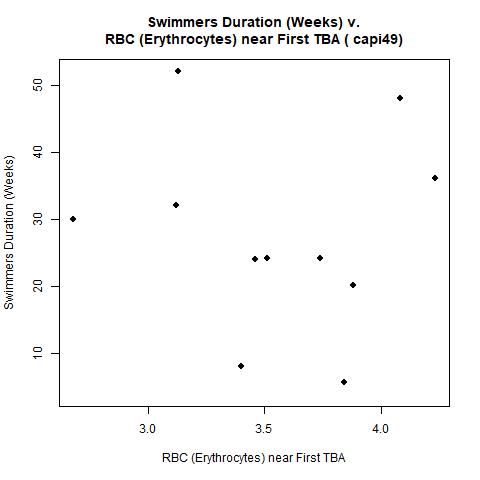 Swimmers Duration (Weeks) v.
RBC (Erythrocytes) near First TBA ( capi49)
Swimmers Duration (Weeks)
50
40
30
20
10
3.0 3.5 4.0
RBC (Erythrocytes) near First TBA